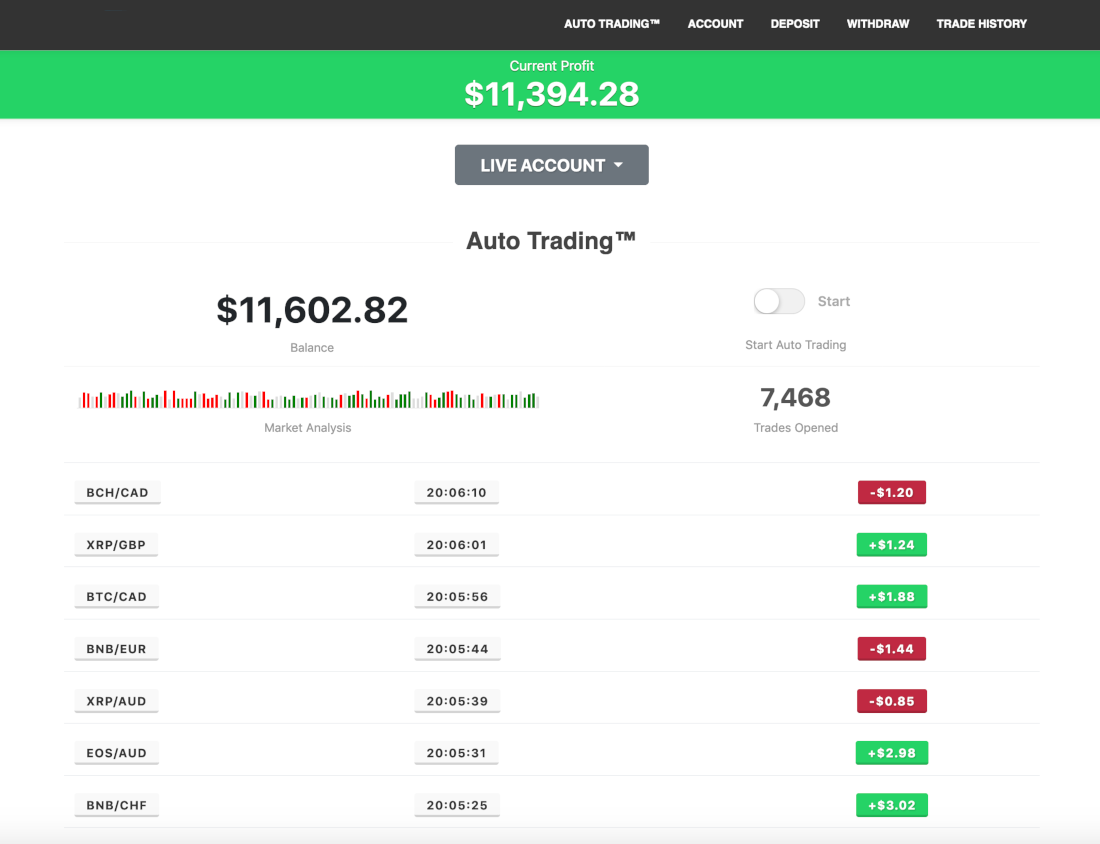 AUTO TRADING™ ACCOUNT DEPOSIT WITHDRAW TRADE HISTORY
Current Profit
$11,394.28
LIVE ACCOUNT
Auto Trading™
$11,602.82
Balance
Start
Start Auto Trading
Market Analysis
7,468
Trades Opened
BCH/CAD 20:06:10 -$1.20
XRP/GBP 20:06:01 +$1.24
BTC/CAD 20:05:56 +$1.88
BNB/EUR 20:05:44 -$1.44
XRP/AUD 20:05:39 -$0.85
EOS/AUD 20:05:31 +$2.98
BNB/CHF 20:05:25 +$3.02